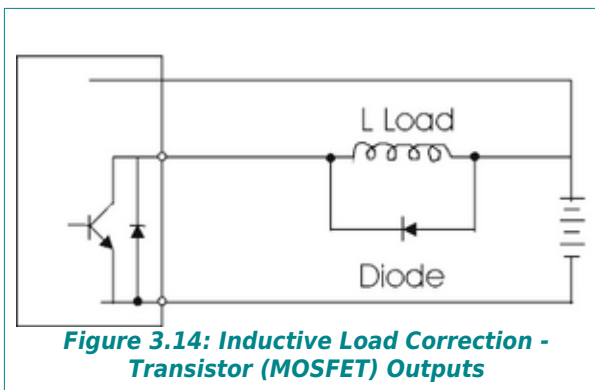 L Load
Diode
Figure 3.14: Inductive Load Correction -
Transistor (MOSFET) Outputs